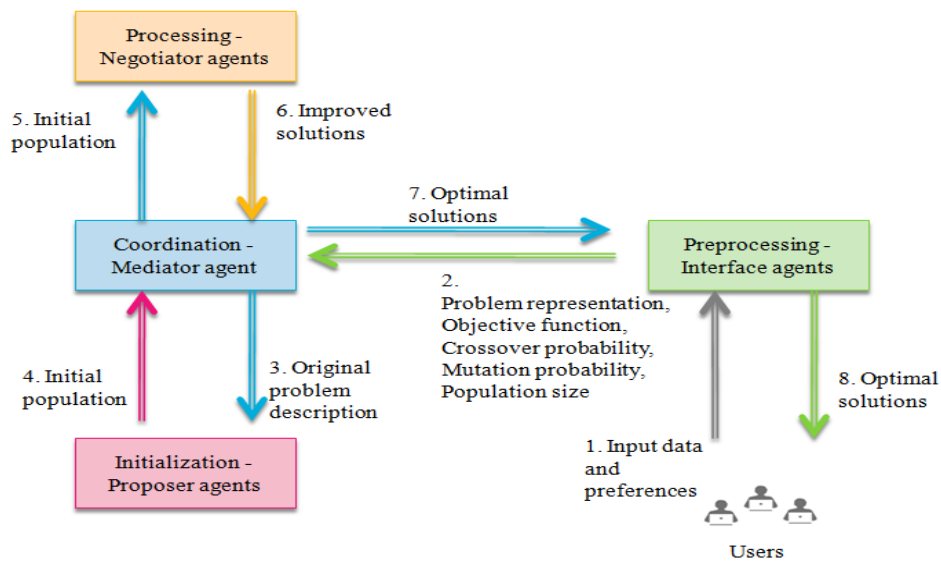 Processing -
Negotiator agents
5. Initial
population
6. Improved
solutions
7. Optimal
solutions
Coordination -
Mediator agent
Preprocessing -
Interface agents
2.
Problem representation,
Objective function,
Crossover probability,
Mutation probability,
Population size
4. Initial
population
3. Original
problem
description
8. Optimal
solutions
1. Input data
and
preferences
Initialization -
Proposer agents
Users